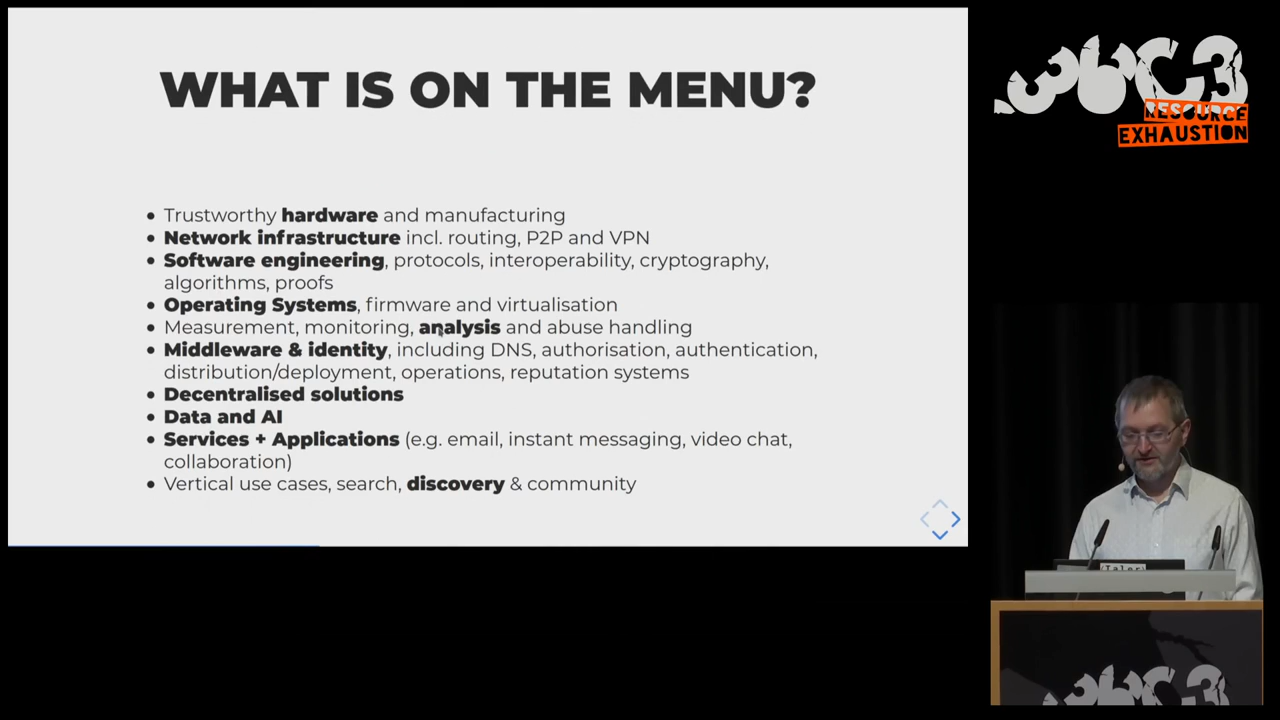 WHAT IS ON THE MENU?
Trustworthy hardware and manufacturing
Network infrastructure incl. routing, P2P and VPN
Software engineering, protocols, interoperability, cryptography,
algorithms, proofs
Operating Systems, firmware and virtualisation
Measurement, monitoring, analysis and abuse handling
Middleware & identity, including DNS, authorisation, authentication,
distribution/deployment, operations, reputation systems
Decentralised solutions
Data and AI
Services + Applications (e.g. email, instant messaging, video chat,
collaboration)
Vertical use cases, search, discovery & community
36C3
RESOURCE
EXHAUSTION
(Taler)
36C3